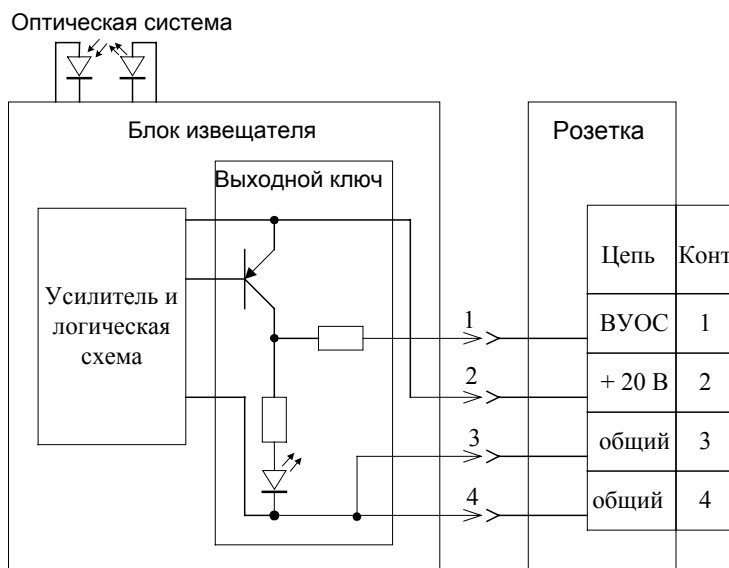 Оптическая система
Блок извещателя
Розетка
Выходной ключ
Усилитель и
логическая
схема
Цепь Конт
1 ВУОС 1
2 + 20 В 2
3 общий 3
4 общий 4